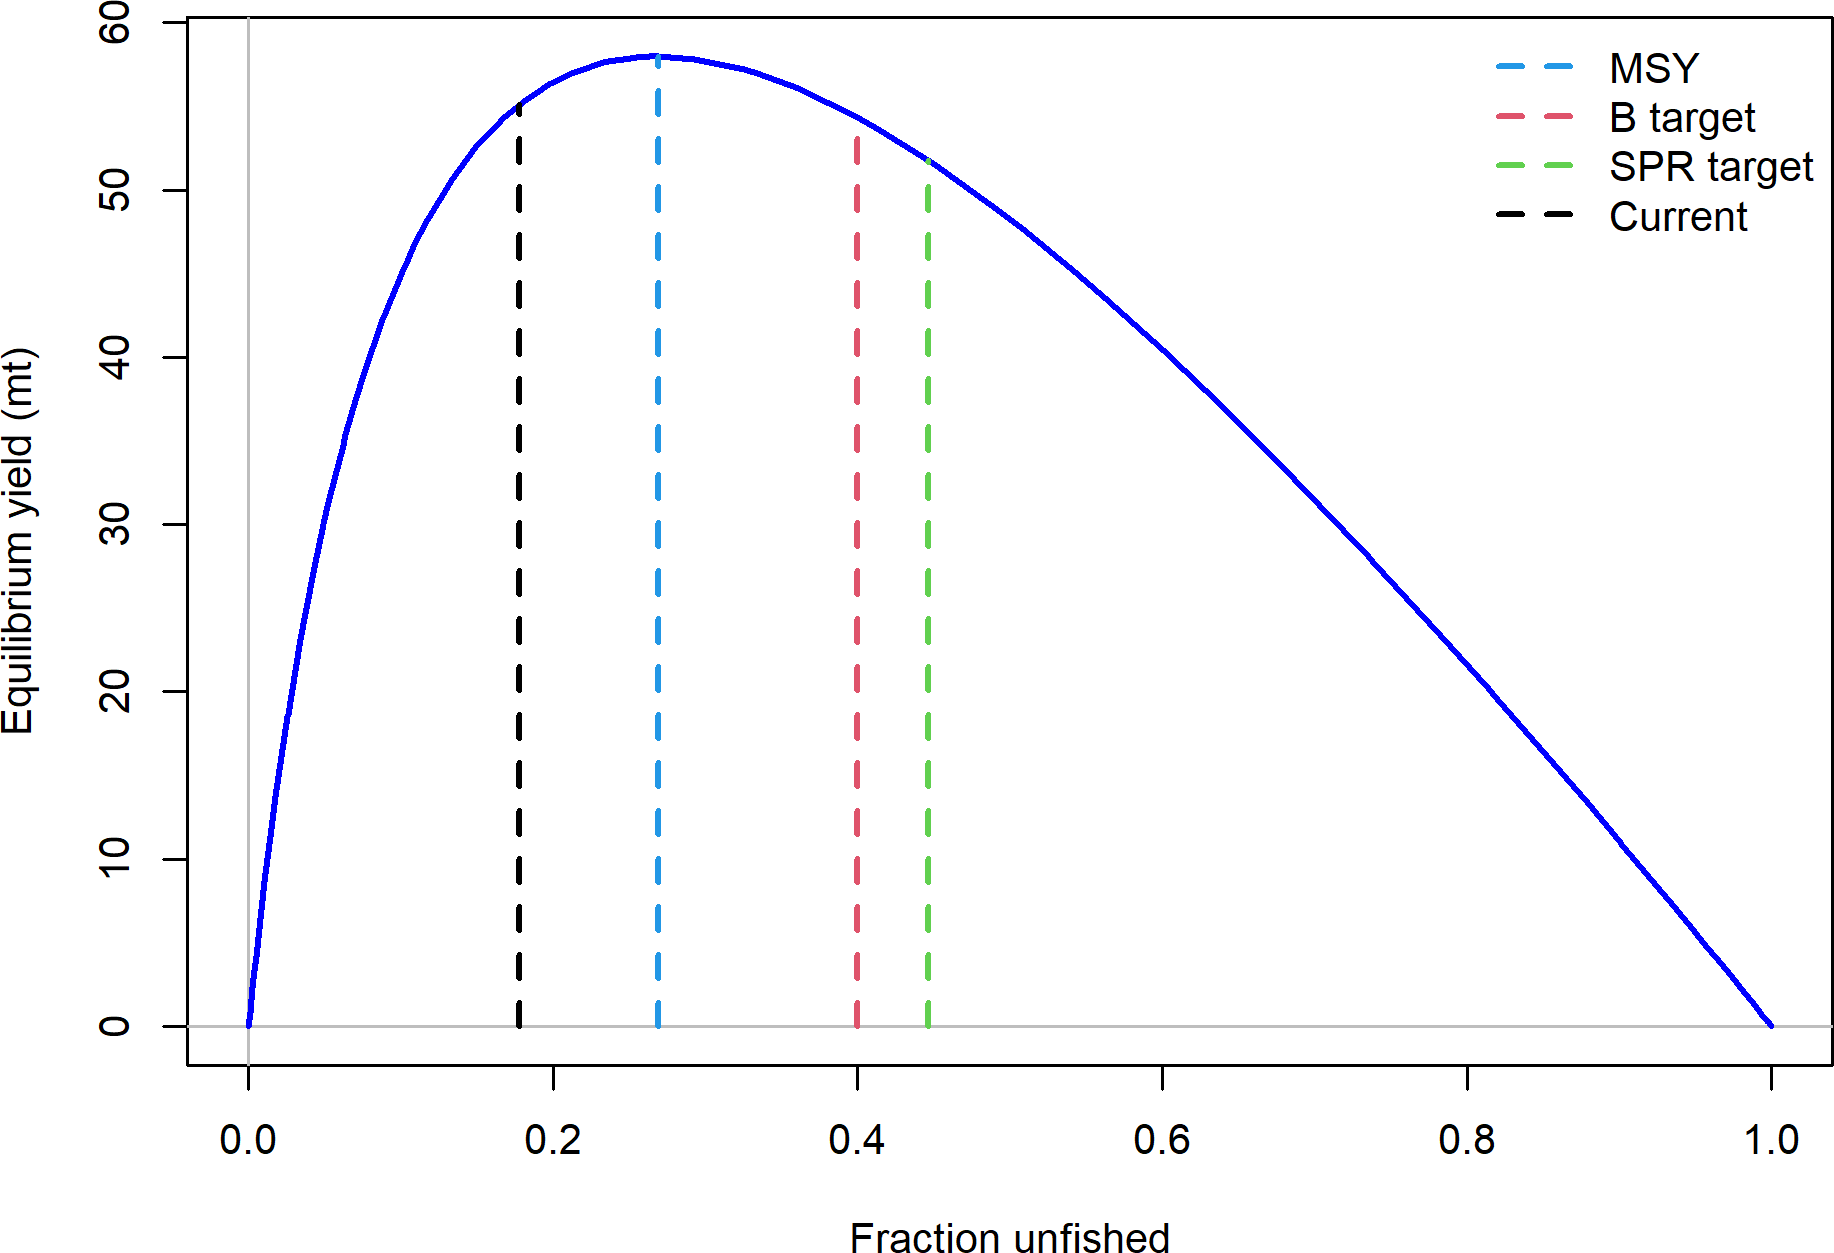 60
50
40
30
20
10
0
Equilibrium yield (mt)
MSY
B target
SPR target
Current
0.0 0.2 0.4 0.6 0.8 1.0
Fraction unfished